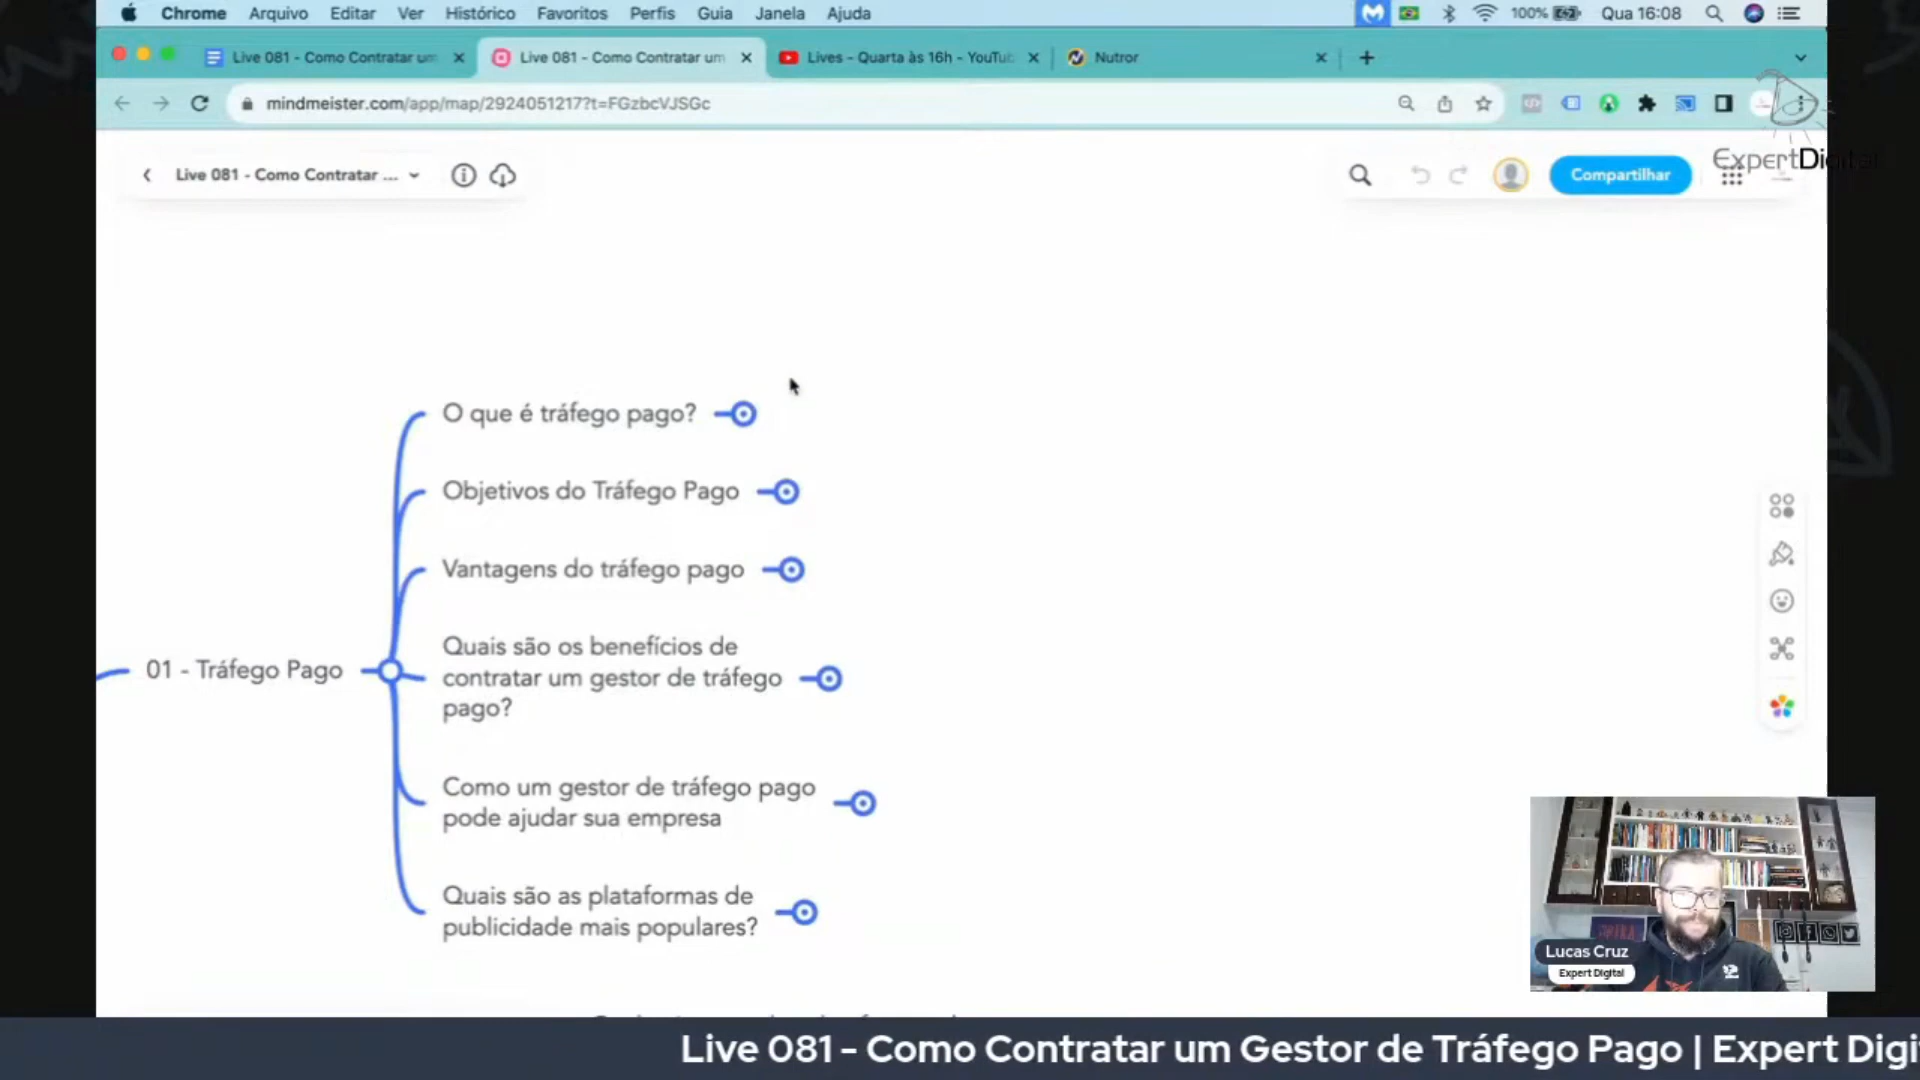 Chrome Arquivo Editar Ver Histórico Favoritos Perfis Guia Janela Ajuda 100% Qua 16:08
Live 081 - Como Contratar um Live 081 - Como Contratar um Lives - Quarta às 16h - YouTub Nutror
mindmeister.com/app/map/2924051217?t=FGzbcVJSGc
Live 081 - Como Contratar ... Compartilhar
ExpertDigital
O que é tráfego pago?
Objetivos do Tráfego Pago
Vantagens do tráfego pago
Quais são os benefícios de
contratar um gestor de tráfego
pago?
01 - Tráfego Pago
Como um gestor de tráfego pago
pode ajudar sua empresa
Quais são as plataformas de
publicidade mais populares?
Lucas Cruz
Expert Digital
Live 081 - Como Contratar um Gestor de Tráfego Pago | Expert Digi